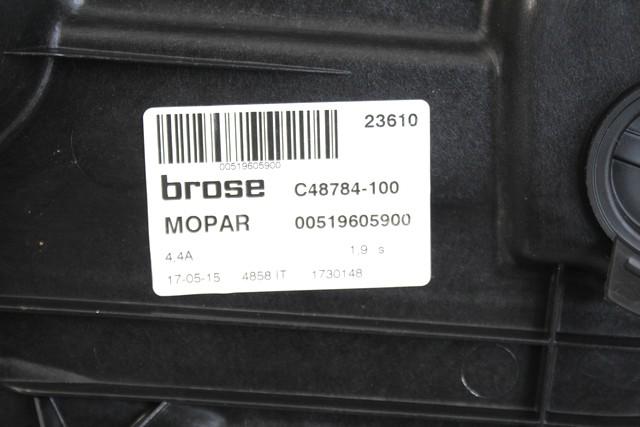 23610
00519605900
brose C48784-100
MOPAR 00519605900
4.4A 1.9 s
17-05-15 4858 IT 1730148